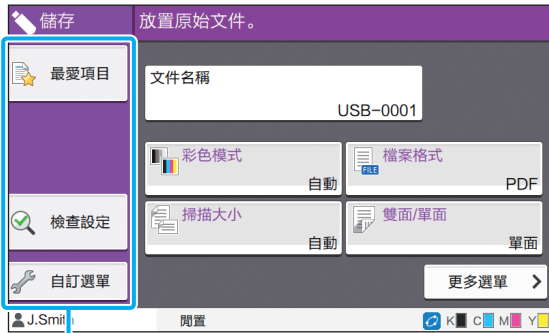 儲存
放置原始文件。
最愛項目
文件名稱
USB-0001
彩色模式
自動
檔案格式
FILE
PDF
掃描大小
自動
雙面/單面
單面
檢查設定
自訂選單
更多選單
J.Smith
閒置
K C M Y